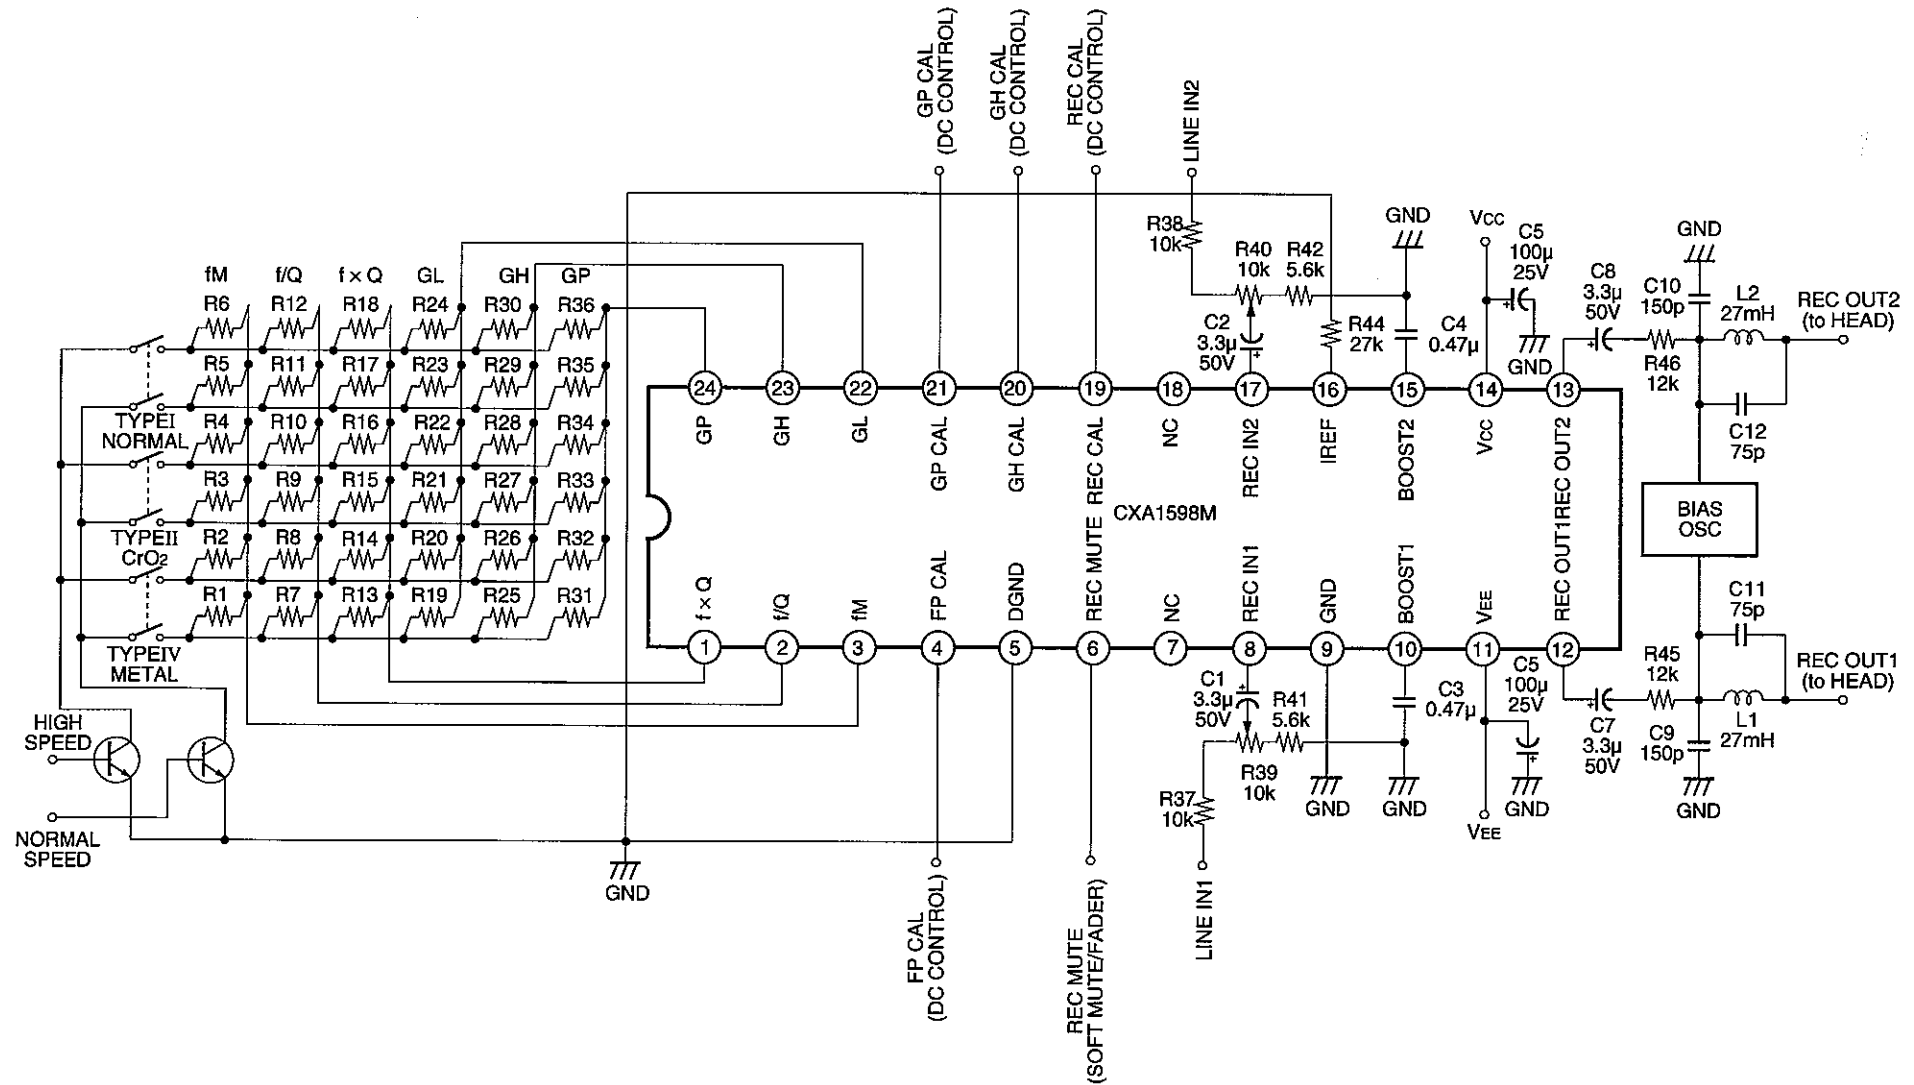 GP CAL
(DC CONTROL)
GH CAL
(DC CONTROL)
REC CAL
(DC CONTROL)
LINE IN2
fM
f/Q
f × Q
GL
GH
GP
R6
R12
R18
R24
R30
R36
R5
R11
R17
R23
R29
R35
TYPEI
NORMAL
R4
R10
R16
R22
R28
R34
R3
R9
R15
R21
R27
R33
TYPEII
CrO2
R2
R8
R14
R20
R26
R32
R1
R7
R13
R19
R25
R31
TYPEIV
METAL
HIGH
SPEED
NORMAL
SPEED
GND
R38
10k
R40
10k
R42
5.6k
C2
3.3μ
50V
R44
27k
GND
C4
0.47μ
VCC
C5
100μ
25V
GND
C8
3.3μ
50V
R46
12k
GND
C10
150p
L2
27mH
C12
75p
REC OUT2
(to HEAD)
24
23
22
21
20
19
18
17
16
15
14
13
GP
GH
GL
GP CAL
GH CAL
REC CAL
NC
REC IN2
IREF
BOOST2
VCC
REC OUT2
CXA1598M
BIAS
OSC
f × Q
f/Q
fM
FP CAL
DGND
REC MUTE
NC
REC IN1
GND
BOOST1
VEE
REC OUT1
1
2
3
4
5
6
7
8
9
10
11
12
C1
3.3μ
50V
R41
5.6k
R39
10k
R37
10k
LINE IN1
GND
C3
0.47μ
GND
C5
100μ
25V
VEE
GND
C7
3.3μ
50V
R45
12k
C11
75p
L1
27mH
C9
150p
GND
REC OUT1
(to HEAD)
FP CAL
(DC CONTROL)
REC MUTE
(SOFT MUTE/FADER)